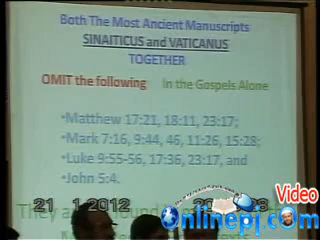 Both The Most Ancient Manuscripts
SINAITICUS and VATICANUS
TOGETHER
OMIT the following in the Gospels Alone
•Matthew 17:21, 18:11, 23:17;
•Mark 7:16, 9:44, 46, 11:26, 15:28;
•Luke 9:55-56, 17:36, 23:17, and
•John 5:4.
They
21 1 2012
Video
Onlinepj.com